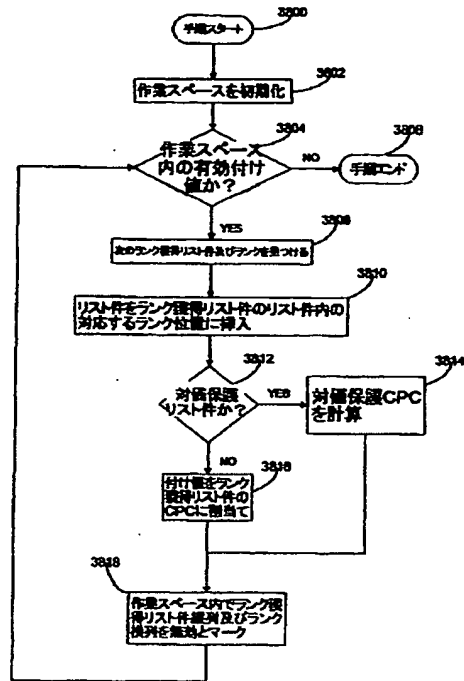 3800
手順スタート
3802
作業スペースを初期化
3804
作業スペース
内の有効付け
値か?
NO
手順エンド
YES
次のランク獲得リスト件及びランクを見つける
3810
リスト件をランク獲得リスト件のリスト件内の
対応するランク位置に挿入
3812
対価保護
リスト件か?
YES
3814
対価保護CPC
を計算
NO
3816
付け値をランク
獲得リスト件の
CPCに割当て
3818
作業スペース内でランク獲
得リスト件
及びランク
を無効とマーク